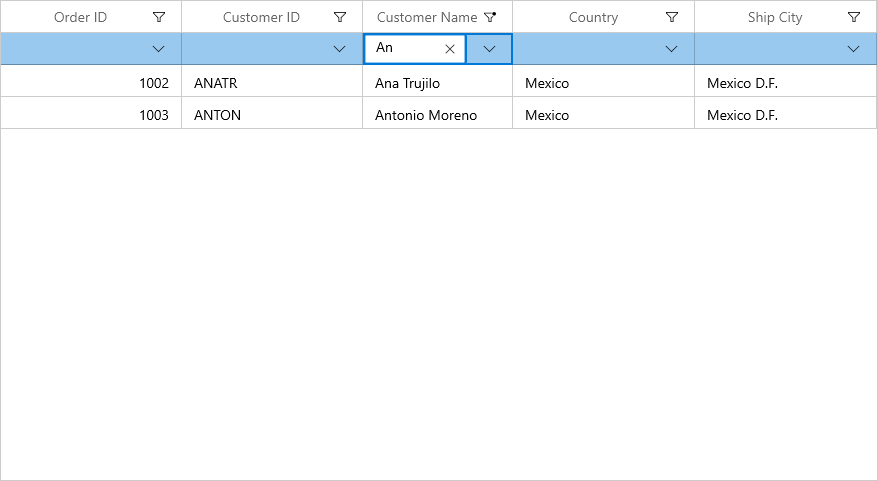 Order ID Customer ID Customer Name Country Ship City
An
1002 ANATR Ana Trujilo Mexico Mexico D.F.
1003 ANTON Antonio Moreno Mexico Mexico D.F.